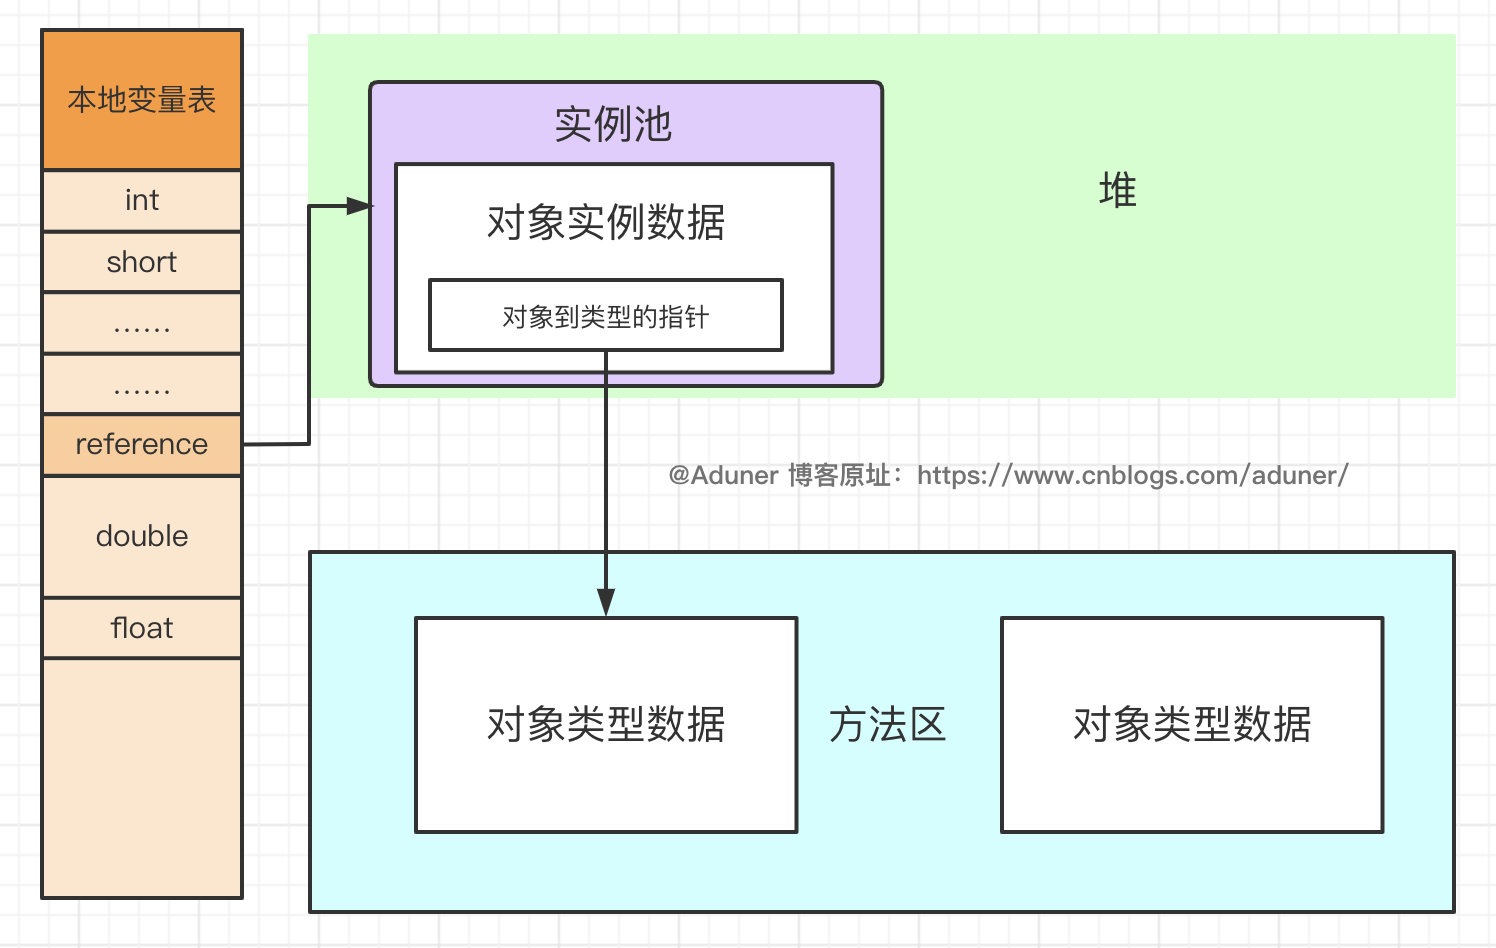 本地变量表
int
short
……
……
reference
double
float
实例池
对象实例数据
对象到类型的指针
堆
@Aduner 博客原址：https://www.cnblogs.com/aduner/
对象类型数据
方法区
对象类型数据